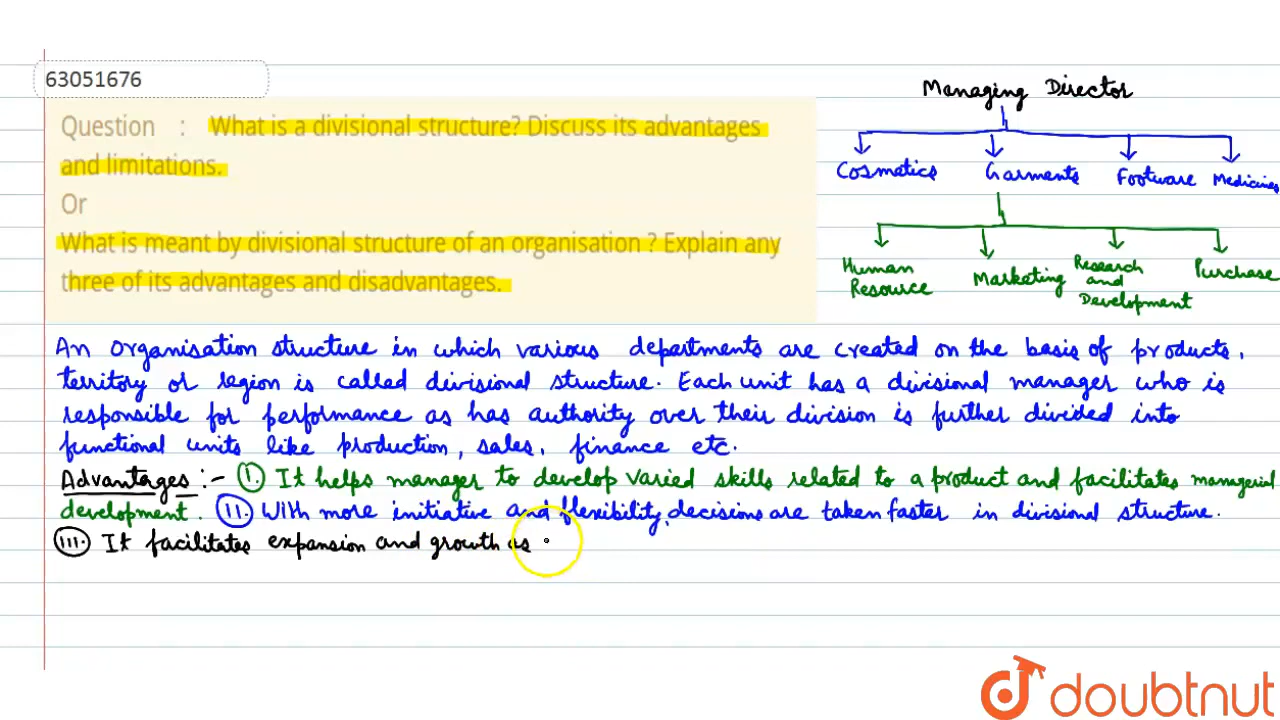 63051676
Question : What is a divisional structure? Discuss its advantages
and limitations.
Or
What is meant by divisional structure of an organisation ? Explain any
three of its advantages and disadvantages.
Managing Director
Cosmatics Garments Footware Medicines
Human Resource Marketing Research and Development Purchase
An organisation structure in which various departments are created on the basis of products,
territory or region is called divisional structure. Each unit has a divisional manager who is
responsible for performance as has authority over their division is further divided into
functional units like production, sales, finance etc.
Advantages :- (I.) It helps manager to develop varied skills related to a product and facilitates managerial
development. (II.) With more initiative and flexibility, decisions are taken faster in divisional structure.
(III.) It facilitates expansion and growth as
doubtnut